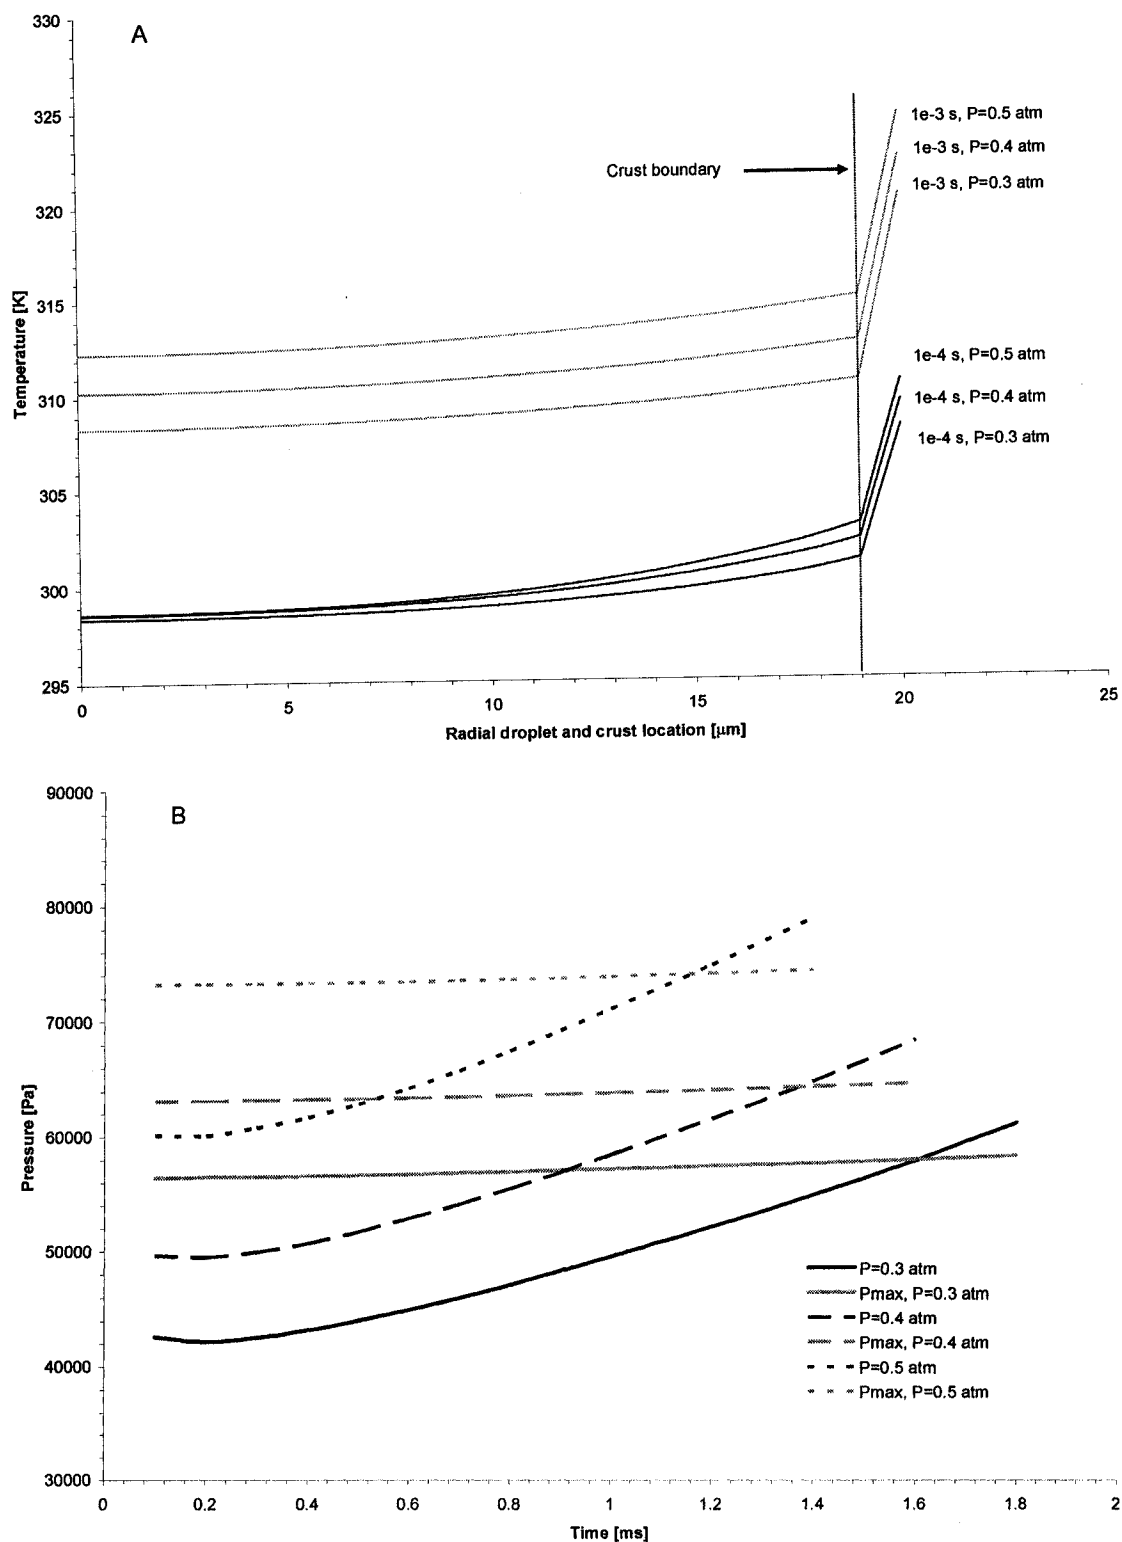 A
330
325
320
315
310
305
300
295
Temperature [K]
Crust boundary
1e-3 s, P=0.5 atm
1e-3 s, P=0.4 atm
1e-3 s, P=0.3 atm
1e-4 s, P=0.5 atm
1e-4 s, P=0.4 atm
1e-4 s, P=0.3 atm
0 5 10 15 20 25
Radial droplet and crust location [μm]
B
90000
80000
70000
60000
50000
40000
30000
Pressure [Pa]
P=0.3 atm
Pmax, P=0.3 atm
P=0.4 atm
Pmax, P=0.4 atm
P=0.5 atm
Pmax, P=0.5 atm
0 0.2 0.4 0.6 0.8 1 1.2 1.4 1.6 1.8 2
Time [ms]